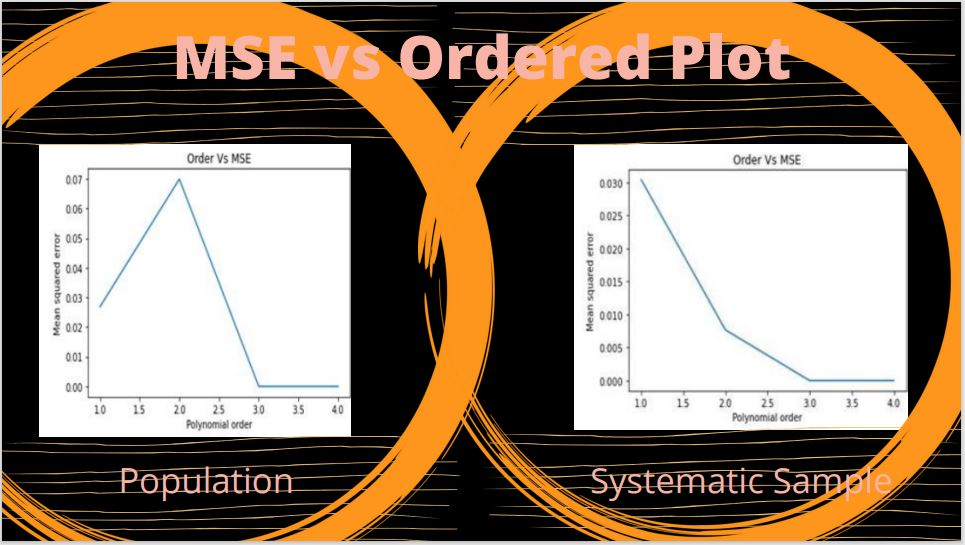 MSE vs Ordered Plot
Order Vs MSE
0.07
0.06
0.05
0.04
0.03
0.02
0.01
0.00
Mean squared error
1.0 1.5 2.0 2.5 3.0 3.5 4.0
Polynomial order
Population
Order Vs MSE
0.030
0.025
0.020
0.015
0.010
0.005
0.000
Mean squared error
1.0 1.5 2.0 2.5 3.0 3.5 4.0
Polynomial order
Systematic Sample